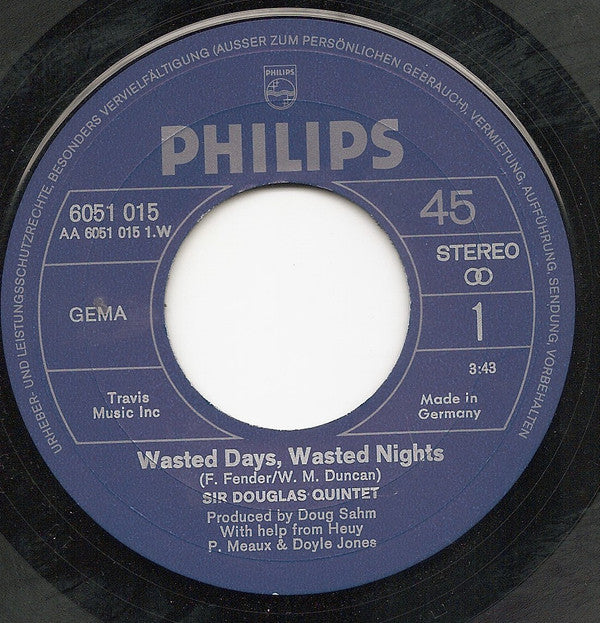 URHEBER- UND LEISTUNGSSCHUTZRECHTE, BESONDERS VERVIELFÄLTIGUNG (AUSSER ZUM PERSÖNLICHEN GEBRAUCH), VERMIETUNG, AUFFÜHRUNG, SENDUNG, VORBEHALTEN
PHILIPS
PHILIPS
6051 015
AA 6051 015 1.W
45
STEREO
GEMA
1
3:43
Travis
Music Inc
Made in
Germany
Wasted Days, Wasted Nights
(F. Fender/W. M. Duncan)
SIR DOUGLAS QUINTET
Produced by Doug Sahm
With help from Heuy
P. Meaux & Doyle Jones